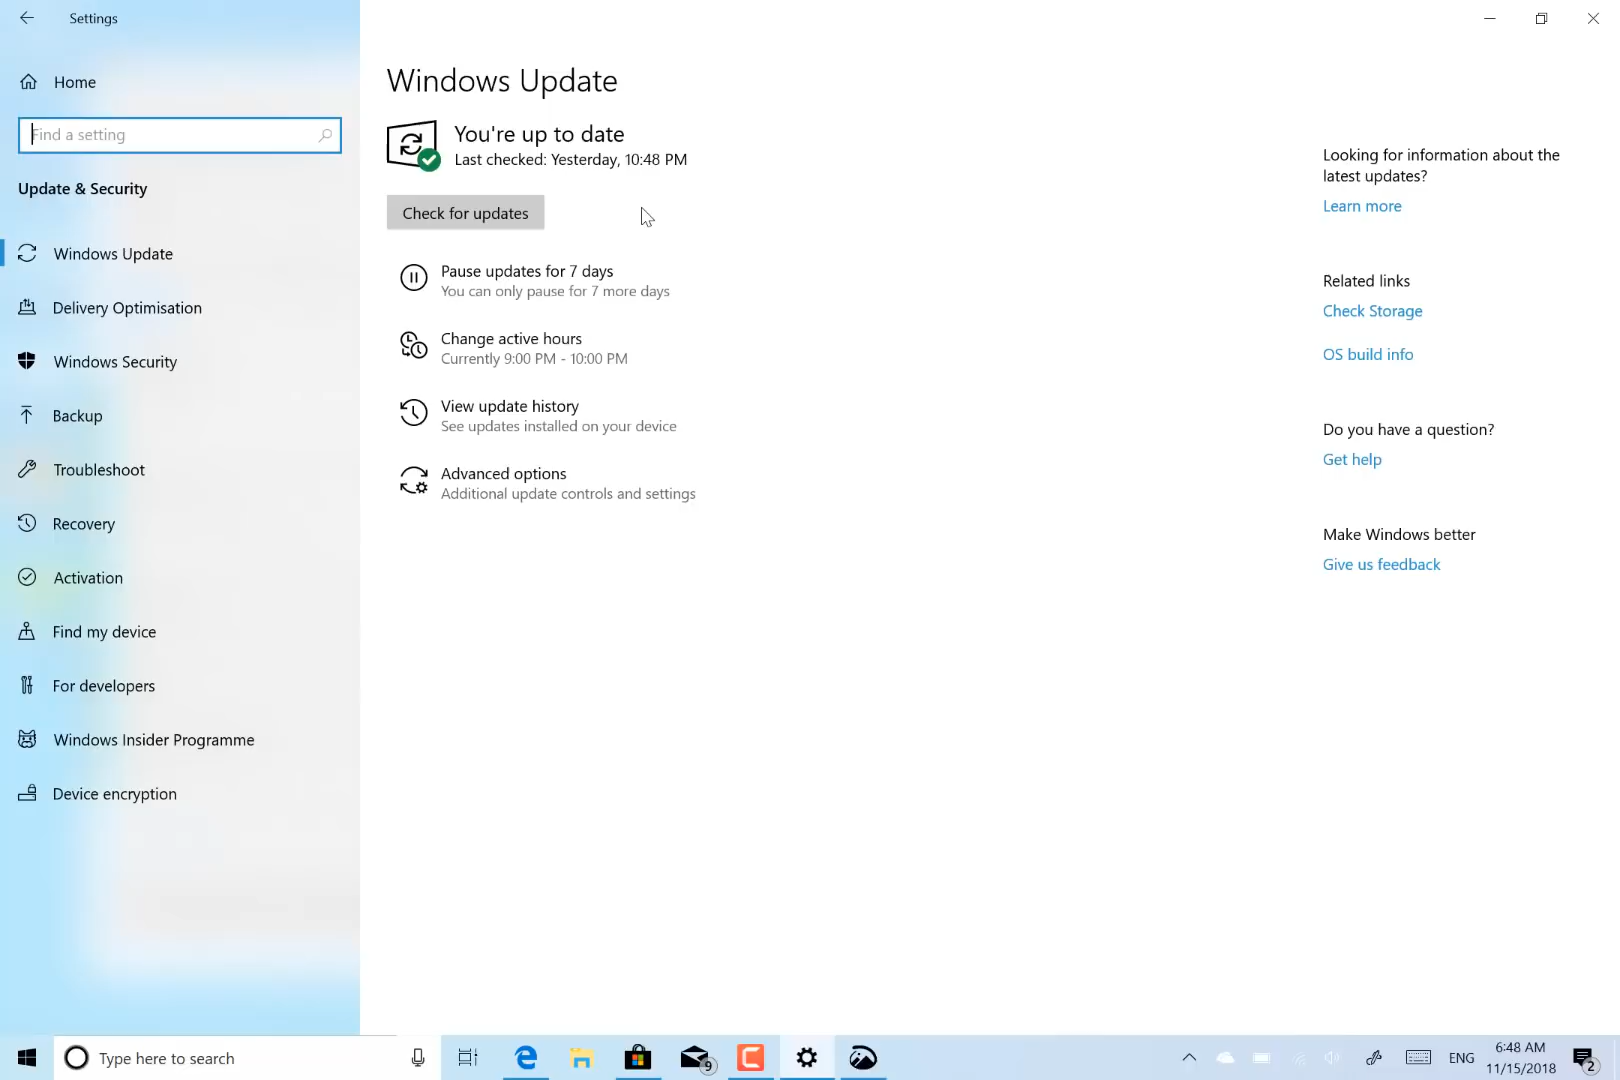 Settings
Home
Find a setting
Update & Security
Windows Update
Delivery Optimisation
Windows Security
Backup
Troubleshoot
Recovery
Activation
Find my device
For developers
Windows Insider Programme
Device encryption
Windows Update
You're up to date
Last checked: Yesterday, 10:48 PM
Check for updates
Pause updates for 7 days
You can only pause for 7 more days
Change active hours
Currently 9:00 PM - 10:00 PM
View update history
See updates installed on your device
Advanced options
Additional update controls and settings
Looking for information about the
latest updates?
Learn more
Related links
Check Storage
OS build info
Do you have a question?
Get help
Make Windows better
Give us feedback
Type here to search
9
ENG
6:48 AM
11/15/2018
2